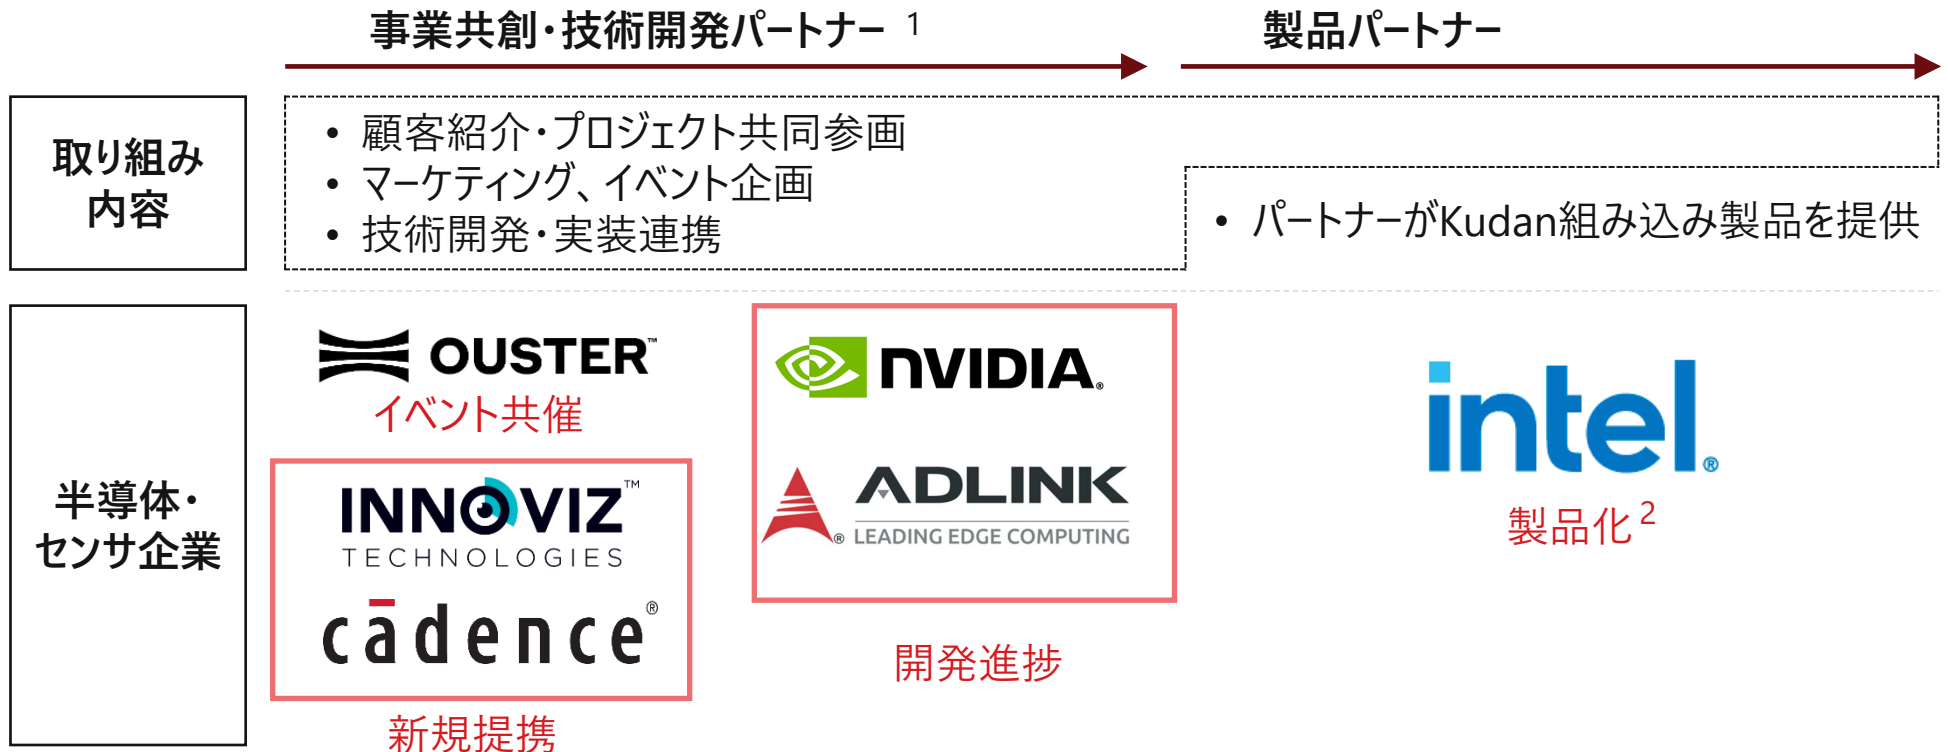 事業共創・技術開発パートナー 1
製品パートナー
取り組み
内容
• 顧客紹介・プロジェクト共同参画
• マーケティング、イベント企画
• 技術開発・実装連携
• パートナーがKudan組み込み製品を提供
半導体・
センサ企業
OUSTER™
イベント共催
INNOVIZ™
TECHNOLOGIES
cādence®
新規提携
NVIDIA®
ADLINK
® LEADING EDGE COMPUTING
開発進捗
intel®
製品化 2